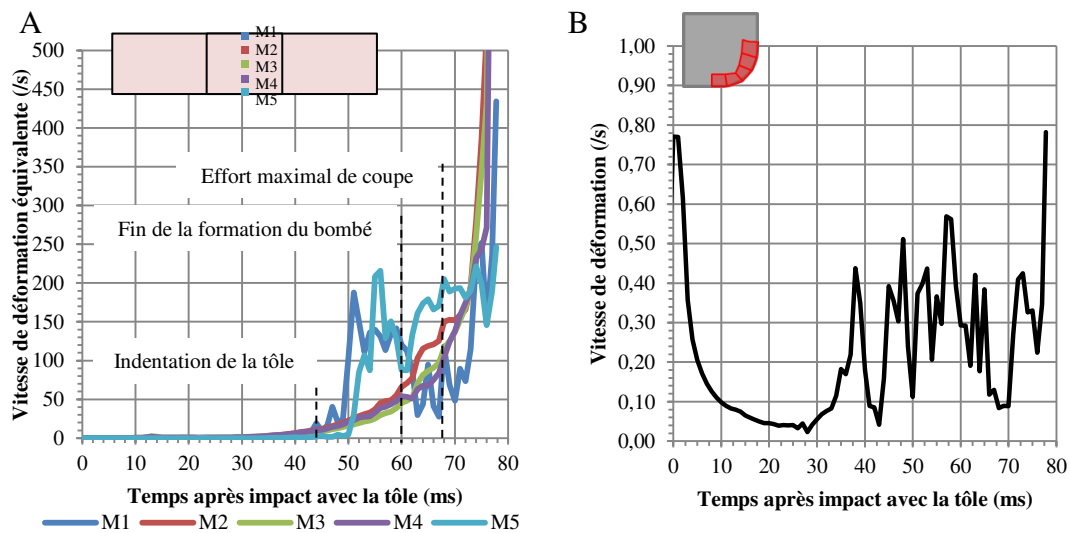 A
M1
M2
M3
M4
M5
500
450
400
350
300
250
200
150
100
50
0
Vitesse de déformation équivalente (/s)
Effort maximal de coupe
Fin de la formation du bombé
Indentation de la tôle
0 10 20 30 40 50 60 70 80
Temps après impact avec la tôle (ms)
M1 M2 M3 M4 M5
B
1,00
0,90
0,80
0,70
0,60
0,50
0,40
0,30
0,20
0,10
0,00
Vitesse de déformation (/s)
0 10 20 30 40 50 60 70 80
Temps après impact avec la tôle (ms)